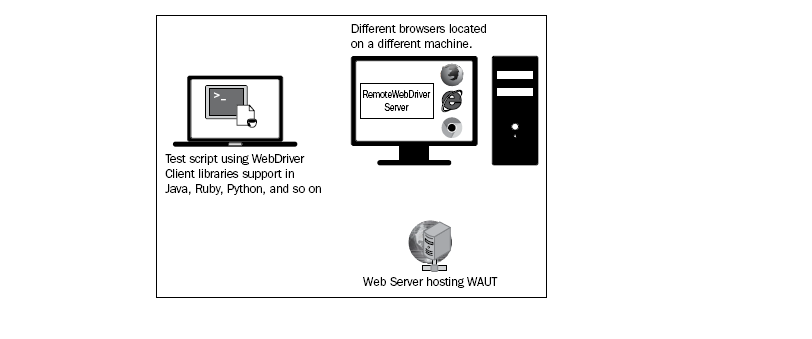 Different browsers located
on a different machine.
>_
RemoteWebDriver
Server
Test script using WebDriver
Client libraries support in
Java, Ruby, Python, and so on
Web Server hosting WAUT